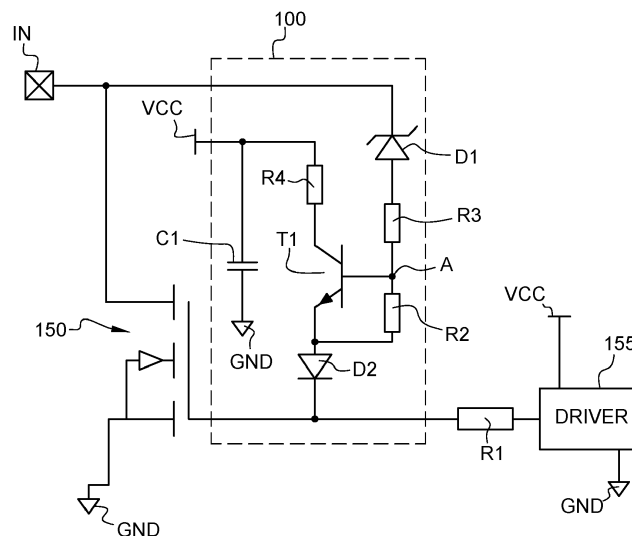 IN
100
VCC
D1
R4
R3
C1
T1
A
VCC
150
GND
R2
155
D2
DRIVER
R1
GND
GND